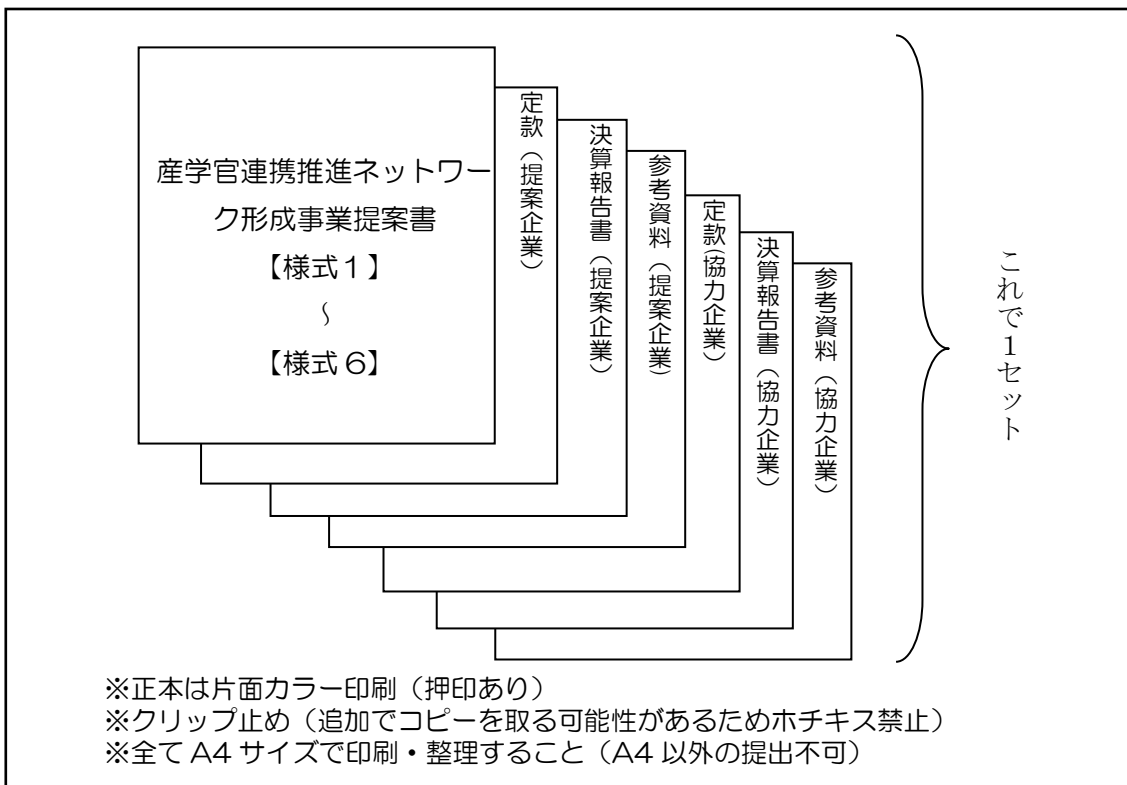 産学官連携推進ネットワー
ク形成事業提案書
【様式1】
~
【様式6】
定款（提案企業）
決算報告書（提案企業）
参考資料（提案企業）
定款（協力企業）
決算報告書（協力企業）
参考資料（協力企業）
これで１セット
※正本は片面カラー印刷（押印あり）
※クリップ止め（追加でコピーを取る可能性があるためホチキス禁止）
※全てA4サイズで印刷・整理すること（A4以外の提出不可）